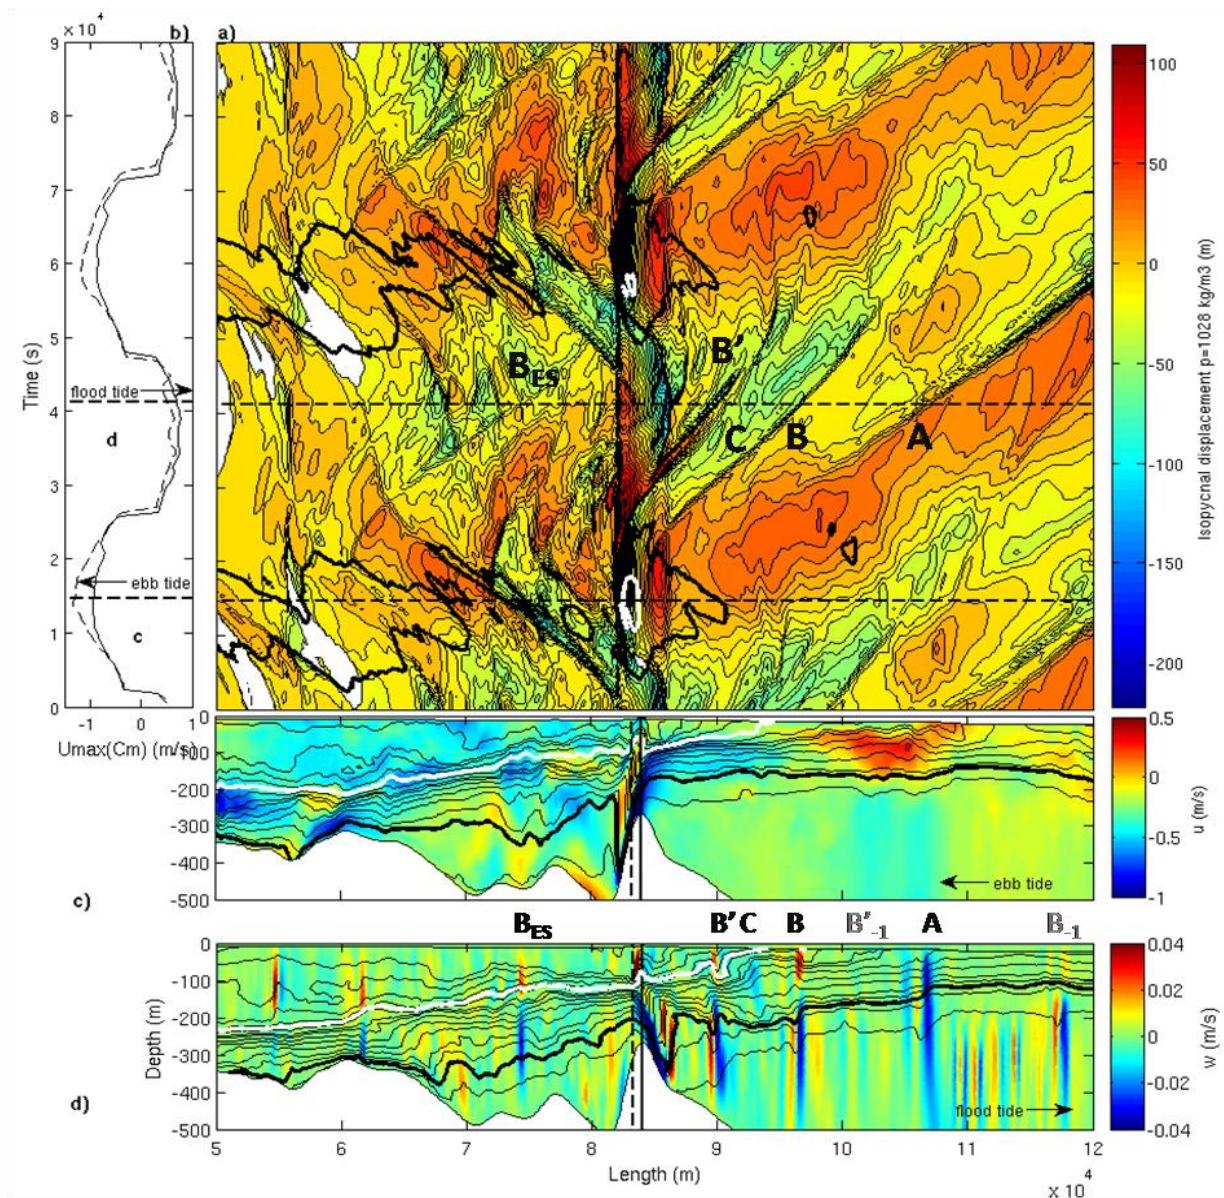 × 10⁴
b)
a)
9
8
7
6
5
4
3
2
1
0
Time (s)
flood tide
d
ebb tide
c
-1
0
1
Umax(Cm) (m/s)
B_ES
B'
C
B
A
100
50
0
-50
-100
-150
-200
Isopycnal displacement p=1028 kg/m3 (m)
0
-100
-200
-300
-400
-500
c)
ebb tide
0.5
0
-0.5
-1
u (m/s)
B_ES
B' C
B
B'_-1
A
B_-1
0
-100
-200
-300
-400
-500
Depth (m)
d)
flood tide
0.04
0.02
0
-0.02
-0.04
w (m/s)
5
6
7
8
9
10
11
12
Length (m)
x 10⁴